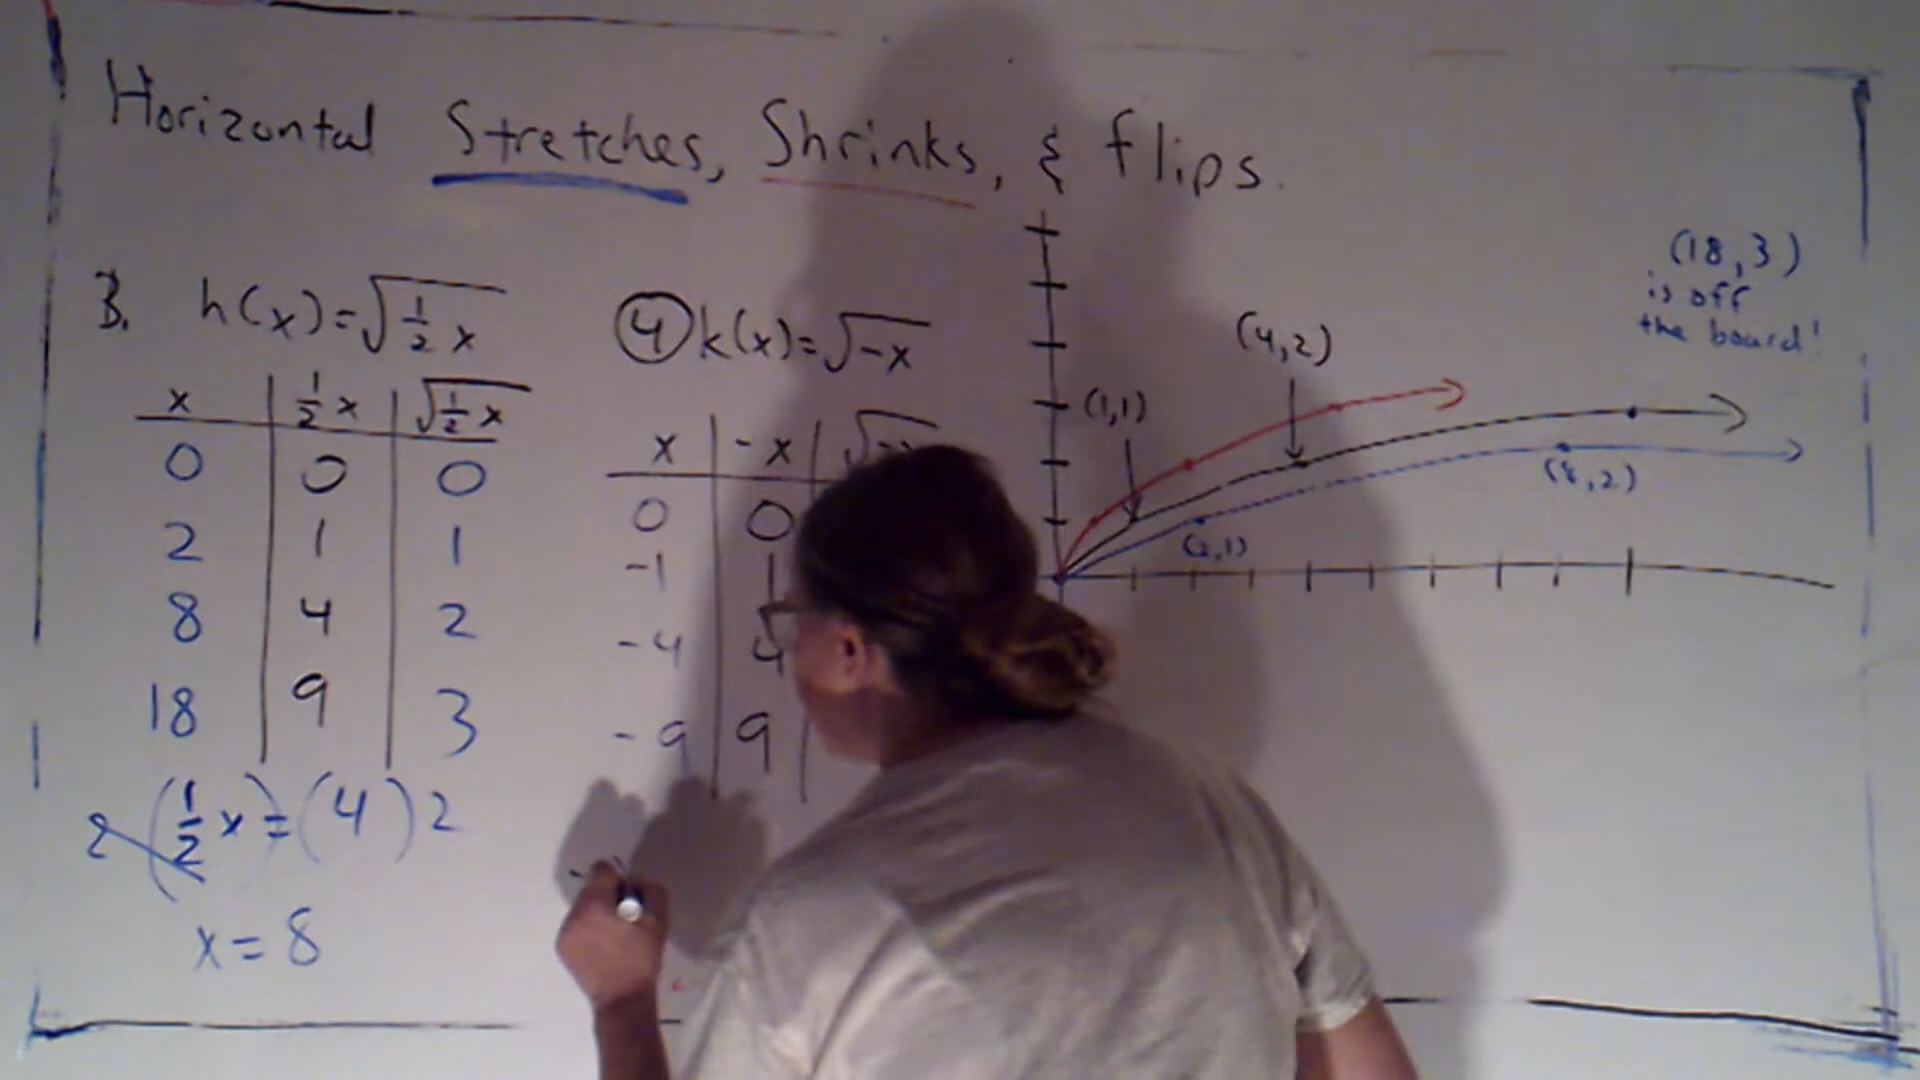 Horizontal Stretches, Shrinks, & flips.
3. h(x)=√(1/2 x)
x | 1/2 x | √(1/2 x)
0 | 0 | 0
2 | 1 | 1
8 | 4 | 2
18 | 9 | 3
2(1/2 x)=(4)2
x=8
④ k(x)=√-x
x | -x | √-x
0 | 0
-1 | 1
-4 | 4
-9 | 9
(1,1)
(4,2)
(2,1)
(8,2)
(18,3)
is off
the board!